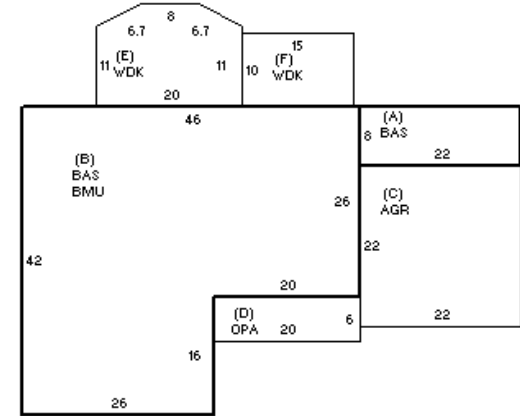 8
6.7 6.7
(E)
11 WDK 11
20
15
(F)
10 WDK
46
(A)
8 BAS
22
(B)
BAS
BMU
26
(C)
AGR
42
22
20
(D)
OPA 20 6
22
16
26